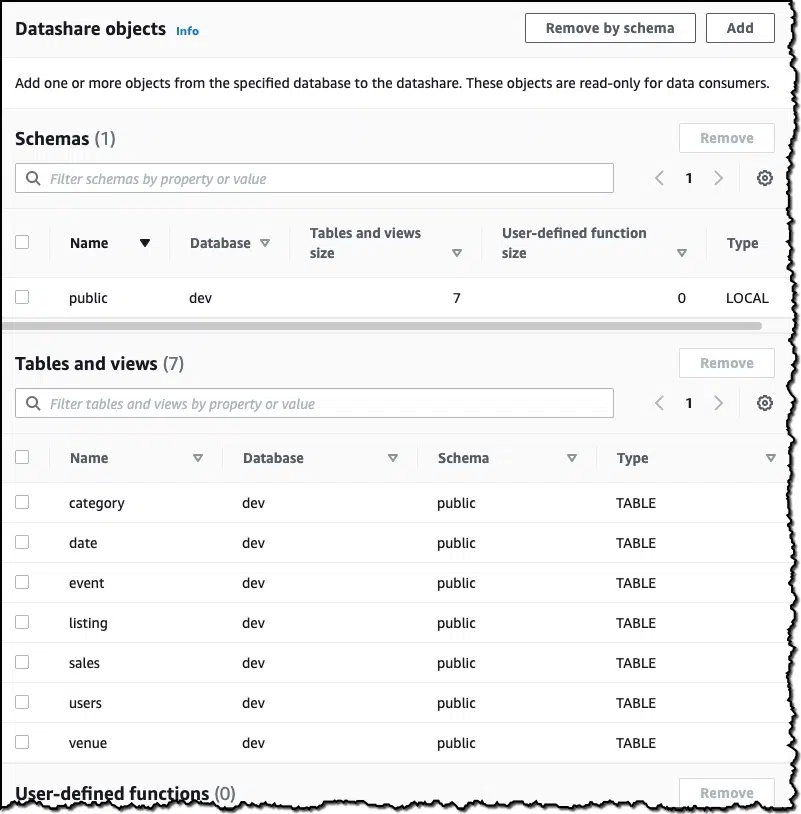 Datashare objects Info Remove by schema Add
Add one or more objects from the specified database to the datashare. These objects are read-only for data consumers.
Schemas (1) Remove
Filter schemas by property or value 1
Name Database Tables and views size User-defined function size Type
public dev 7 0 LOCAL
Tables and views (7) Remove
Filter tables and views by property or value 1
Name Database Schema Type
category dev public TABLE
date dev public TABLE
event dev public TABLE
listing dev public TABLE
sales dev public TABLE
users dev public TABLE
venue dev public TABLE
User-defined functions (0) Remove